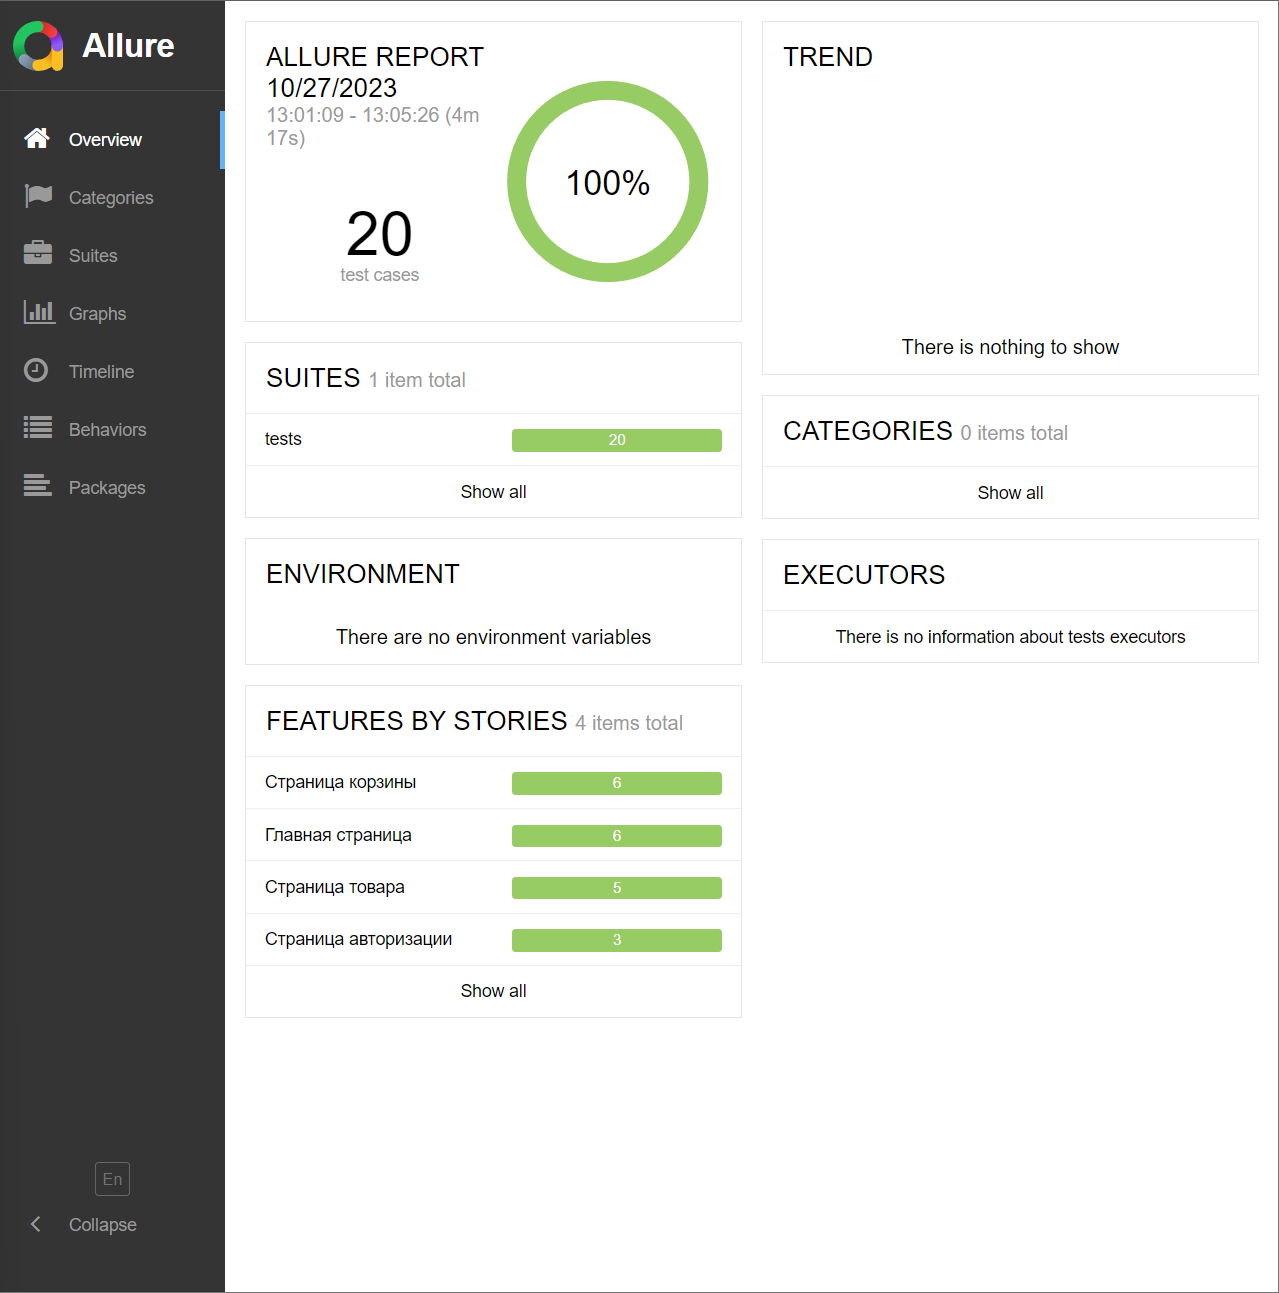 Allure
Overview
Categories
Suites
Graphs
Timeline
Behaviors
Packages
En
Collapse
ALLURE REPORT
10/27/2023
13:01:09 - 13:05:26 (4m
17s)
20
test cases
100%
SUITES 1 item total
tests 20
Show all
ENVIRONMENT
There are no environment variables
FEATURES BY STORIES 4 items total
Страница корзины 6
Главная страница 6
Страница товара 5
Страница авторизации 3
Show all
TREND
There is nothing to show
CATEGORIES 0 items total
Show all
EXECUTORS
There is no information about tests executors